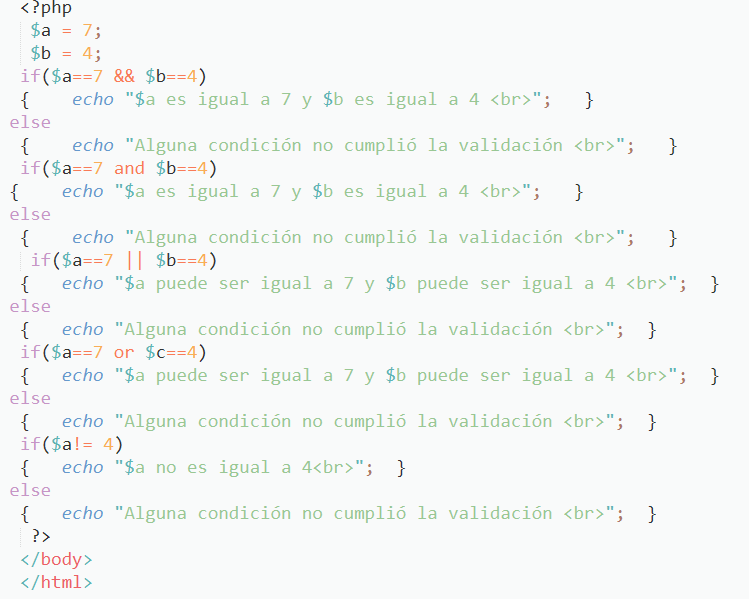 <?php
$a = 7;
$b = 4;
if($a==7 && $b==4)
{    echo "$a es igual a 7 y $b es igual a 4 <br>";   }
else
{    echo "Alguna condición no cumplió la validación <br>";   }
if($a==7 and $b==4)
{    echo "$a es igual a 7 y $b es igual a 4 <br>";   }
else
{    echo "Alguna condición no cumplió la validación <br>";   }
if($a==7 || $b==4)
{   echo "$a puede ser igual a 7 y $b puede ser igual a 4 <br>";  }
else
{   echo "Alguna condición no cumplió la validación <br>";  }
if($a==7 or $c==4)
{   echo "$a puede ser igual a 7 y $b puede ser igual a 4 <br>";  }
else
{   echo "Alguna condición no cumplió la validación <br>";  }
if($a!= 4)
{   echo "$a no es igual a 4<br>";  }
else
{   echo "Alguna condición no cumplió la validación <br>";  }
?>
</body>
</html>